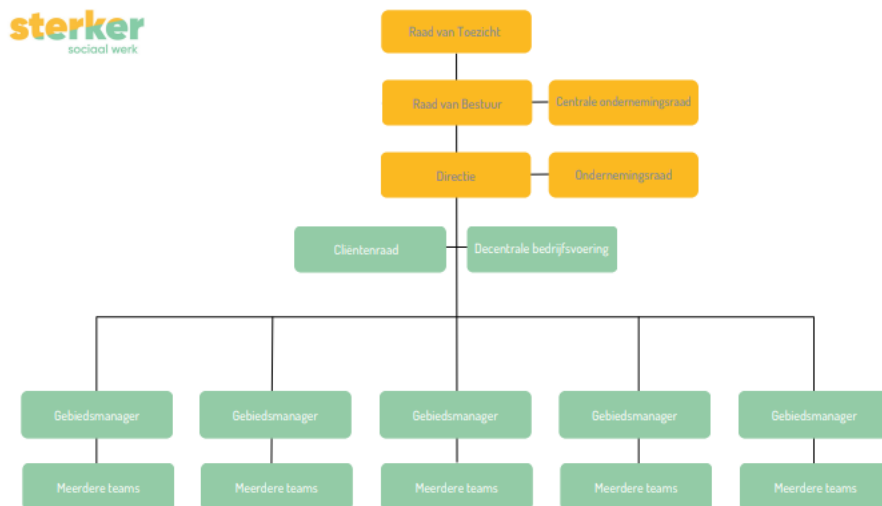 sterker
sociaal werk
Raad van Toezicht
Raad van Bestuur
Centrale ondernemingsraad
Directie
Ondernemingsraad
Cliëntenraad
Decentrale bedrijfsvoering
Gebiedsmanager
Gebiedsmanager
Gebiedsmanager
Gebiedsmanager
Gebiedsmanager
Meerdere teams
Meerdere teams
Meerdere teams
Meerdere teams
Meerdere teams